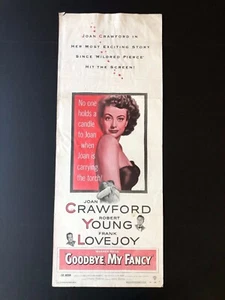 JOAN CRAWFORD IN
HER MOST EXCITING STORY
SINCE 'MILDRED PIERCE'
HIT THE SCREEN!
No one
holds a
candle to
Joan
when
Joan is
carrying
the torch!
JOAN
CRAWFORD
ROBERT
YOUNG
FRANK
LOVEJOY
GOODBYE MY FANCY